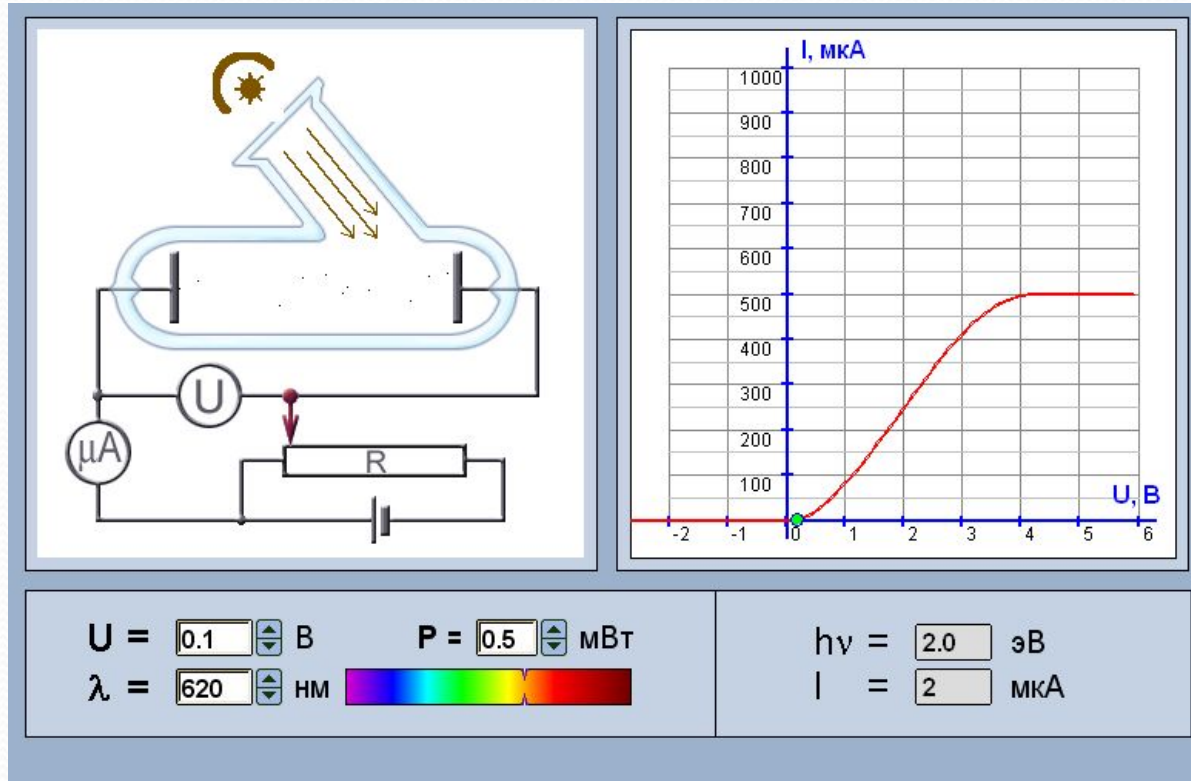 U
μA
R
I, мкА
1000
900
800
700
600
500
400
300
200
100
U, В
-2 -1 0 1 2 3 4 5 6
U = 0.1 В P = 0.5 мВт
λ = 620 нм
hν = 2.0 эВ
I = 2 мкА